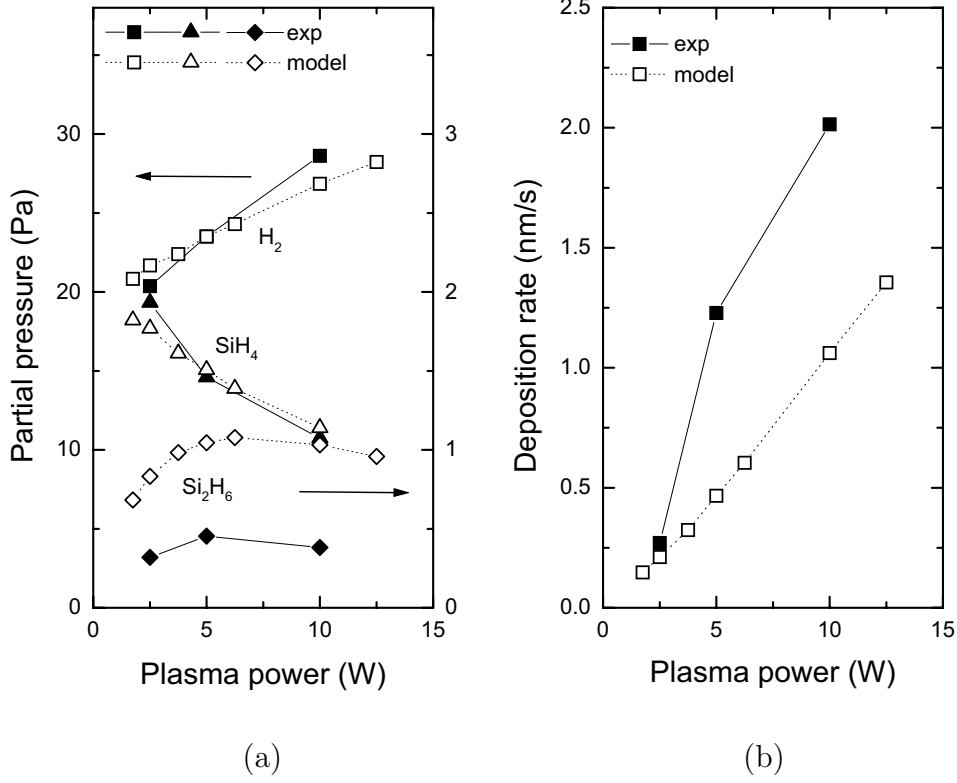 exp
model
30
20
10
0
3
2
1
0
H2
SiH4
Si2H6
Partial pressure (Pa)
0 5 10 15
Plasma power (W)
(a)
2.5
2.0
1.5
1.0
0.5
0.0
exp
model
Deposition rate (nm/s)
0 5 10 15
Plasma power (W)
(b)